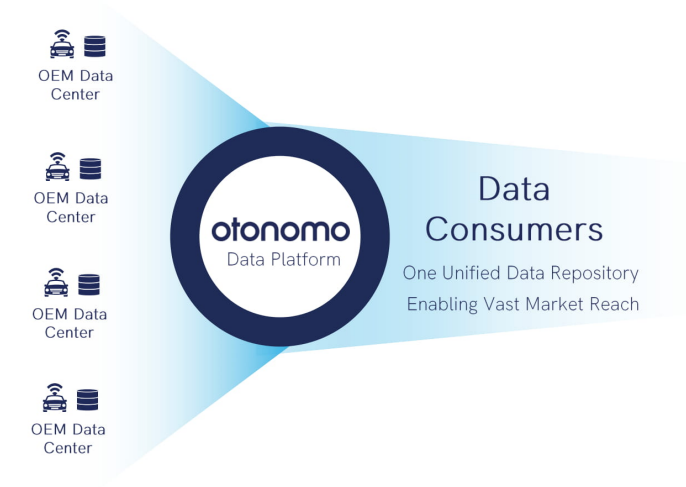 OEM Data
Center
OEM Data
Center
OEM Data
Center
OEM Data
Center
otonomo
Data Platform
Data
Consumers
One Unified Data Repository
Enabling Vast Market Reach